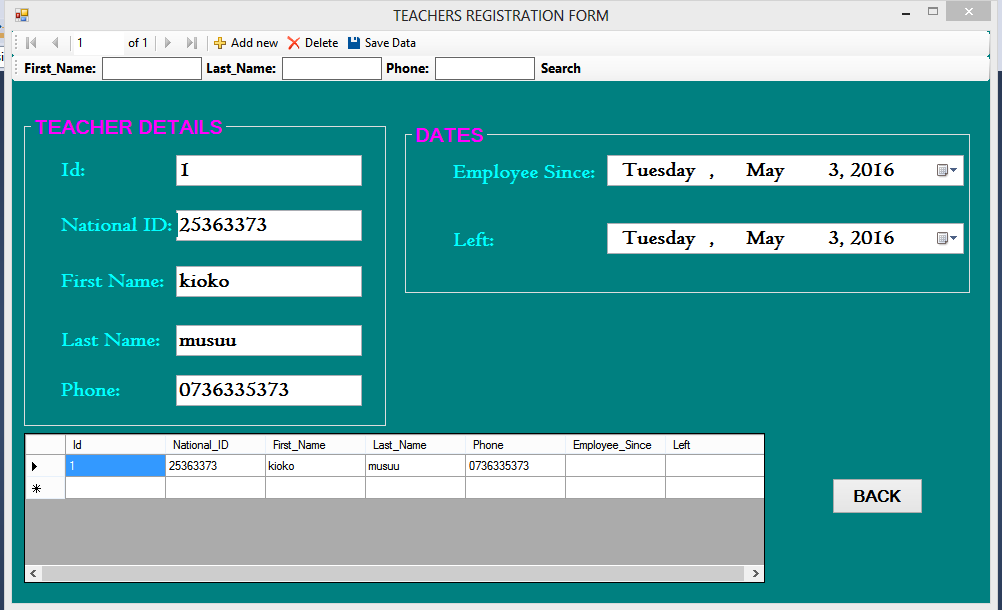 TEACHERS REGISTRATION FORM
1 of 1 Add new Delete Save Data
First_Name: Last_Name: Phone: Search
TEACHER DETAILS
Id: 1
National ID: 25363373
First Name: kioko
Last Name: musuu
Phone: 0736335373
DATES
Employee Since: Tuesday , May 3, 2016
Left: Tuesday , May 3, 2016
Id National_ID First_Name Last_Name Phone Employee_Since Left
1 25363373 kioko musuu 0736335373
BACK